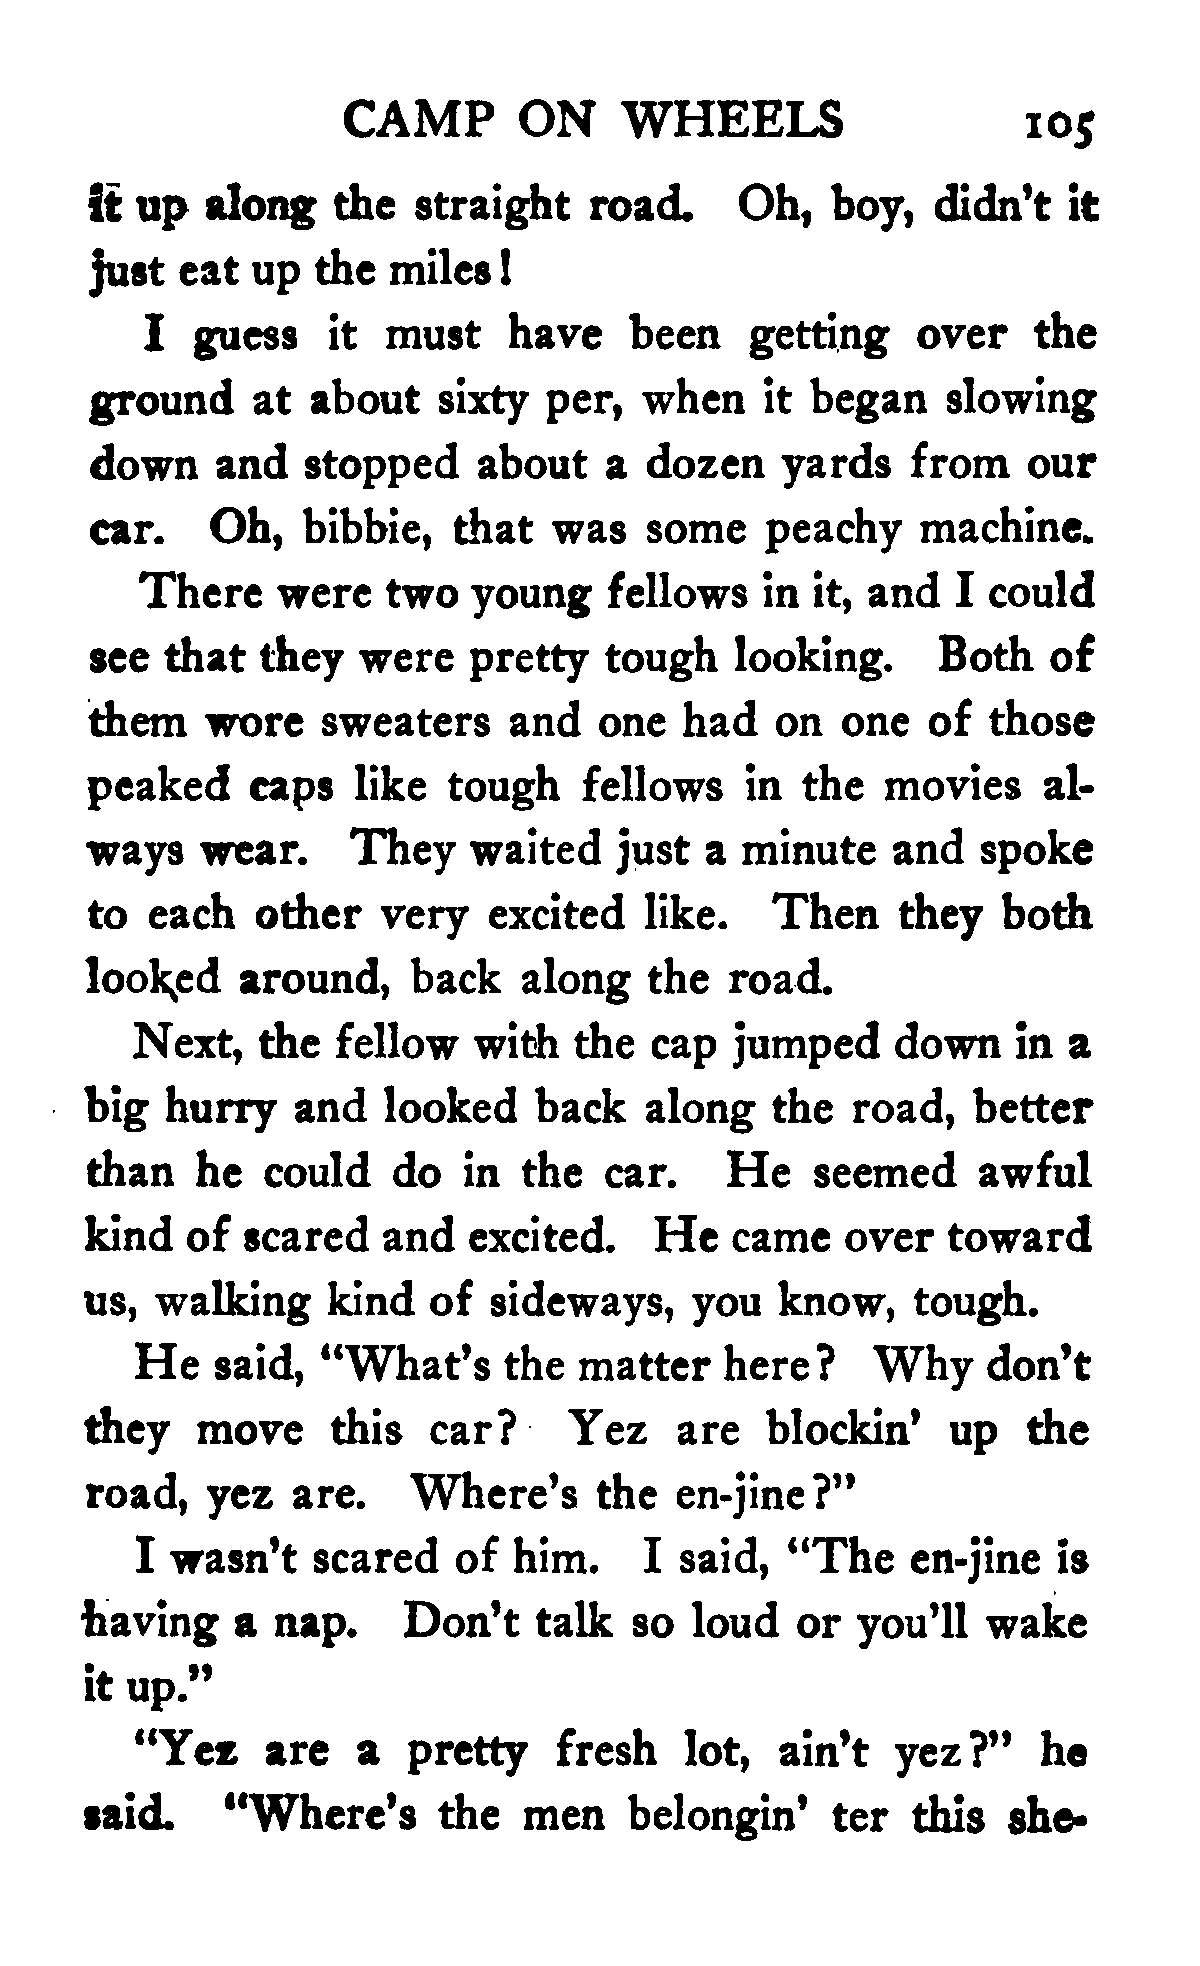 CAMP ON WHEELS 105
it up along the straight road. Oh, boy, didn't it
just eat up the miles!
I guess it must have been getting over the
ground at about sixty per, when it began slowing
down and stopped about a dozen yards from our
car. Oh, bibbie, that was some peachy machine.
There were two young fellows in it, and I could
see that they were pretty tough looking. Both of
them wore sweaters and one had on one of those
peaked caps like tough fellows in the movies al-
ways wear. They waited just a minute and spoke
to each other very excited like. Then they both
looked around, back along the road.
Next, the fellow with the cap jumped down in a
big hurry and looked back along the road, better
than he could do in the car. He seemed awful
kind of scared and excited. He came over toward
us, walking kind of sideways, you know, tough.
He said, "What's the matter here? Why don't
they move this car? Yez are blockin' up the
road, yez are. Where's the en-jine?"
I wasn't scared of him. I said, "The en-jine is
having a nap. Don't talk so loud or you'll wake
it up."
"Yez are a pretty fresh lot, ain't yez?" he
said. "Where's the men belongin' ter this she-